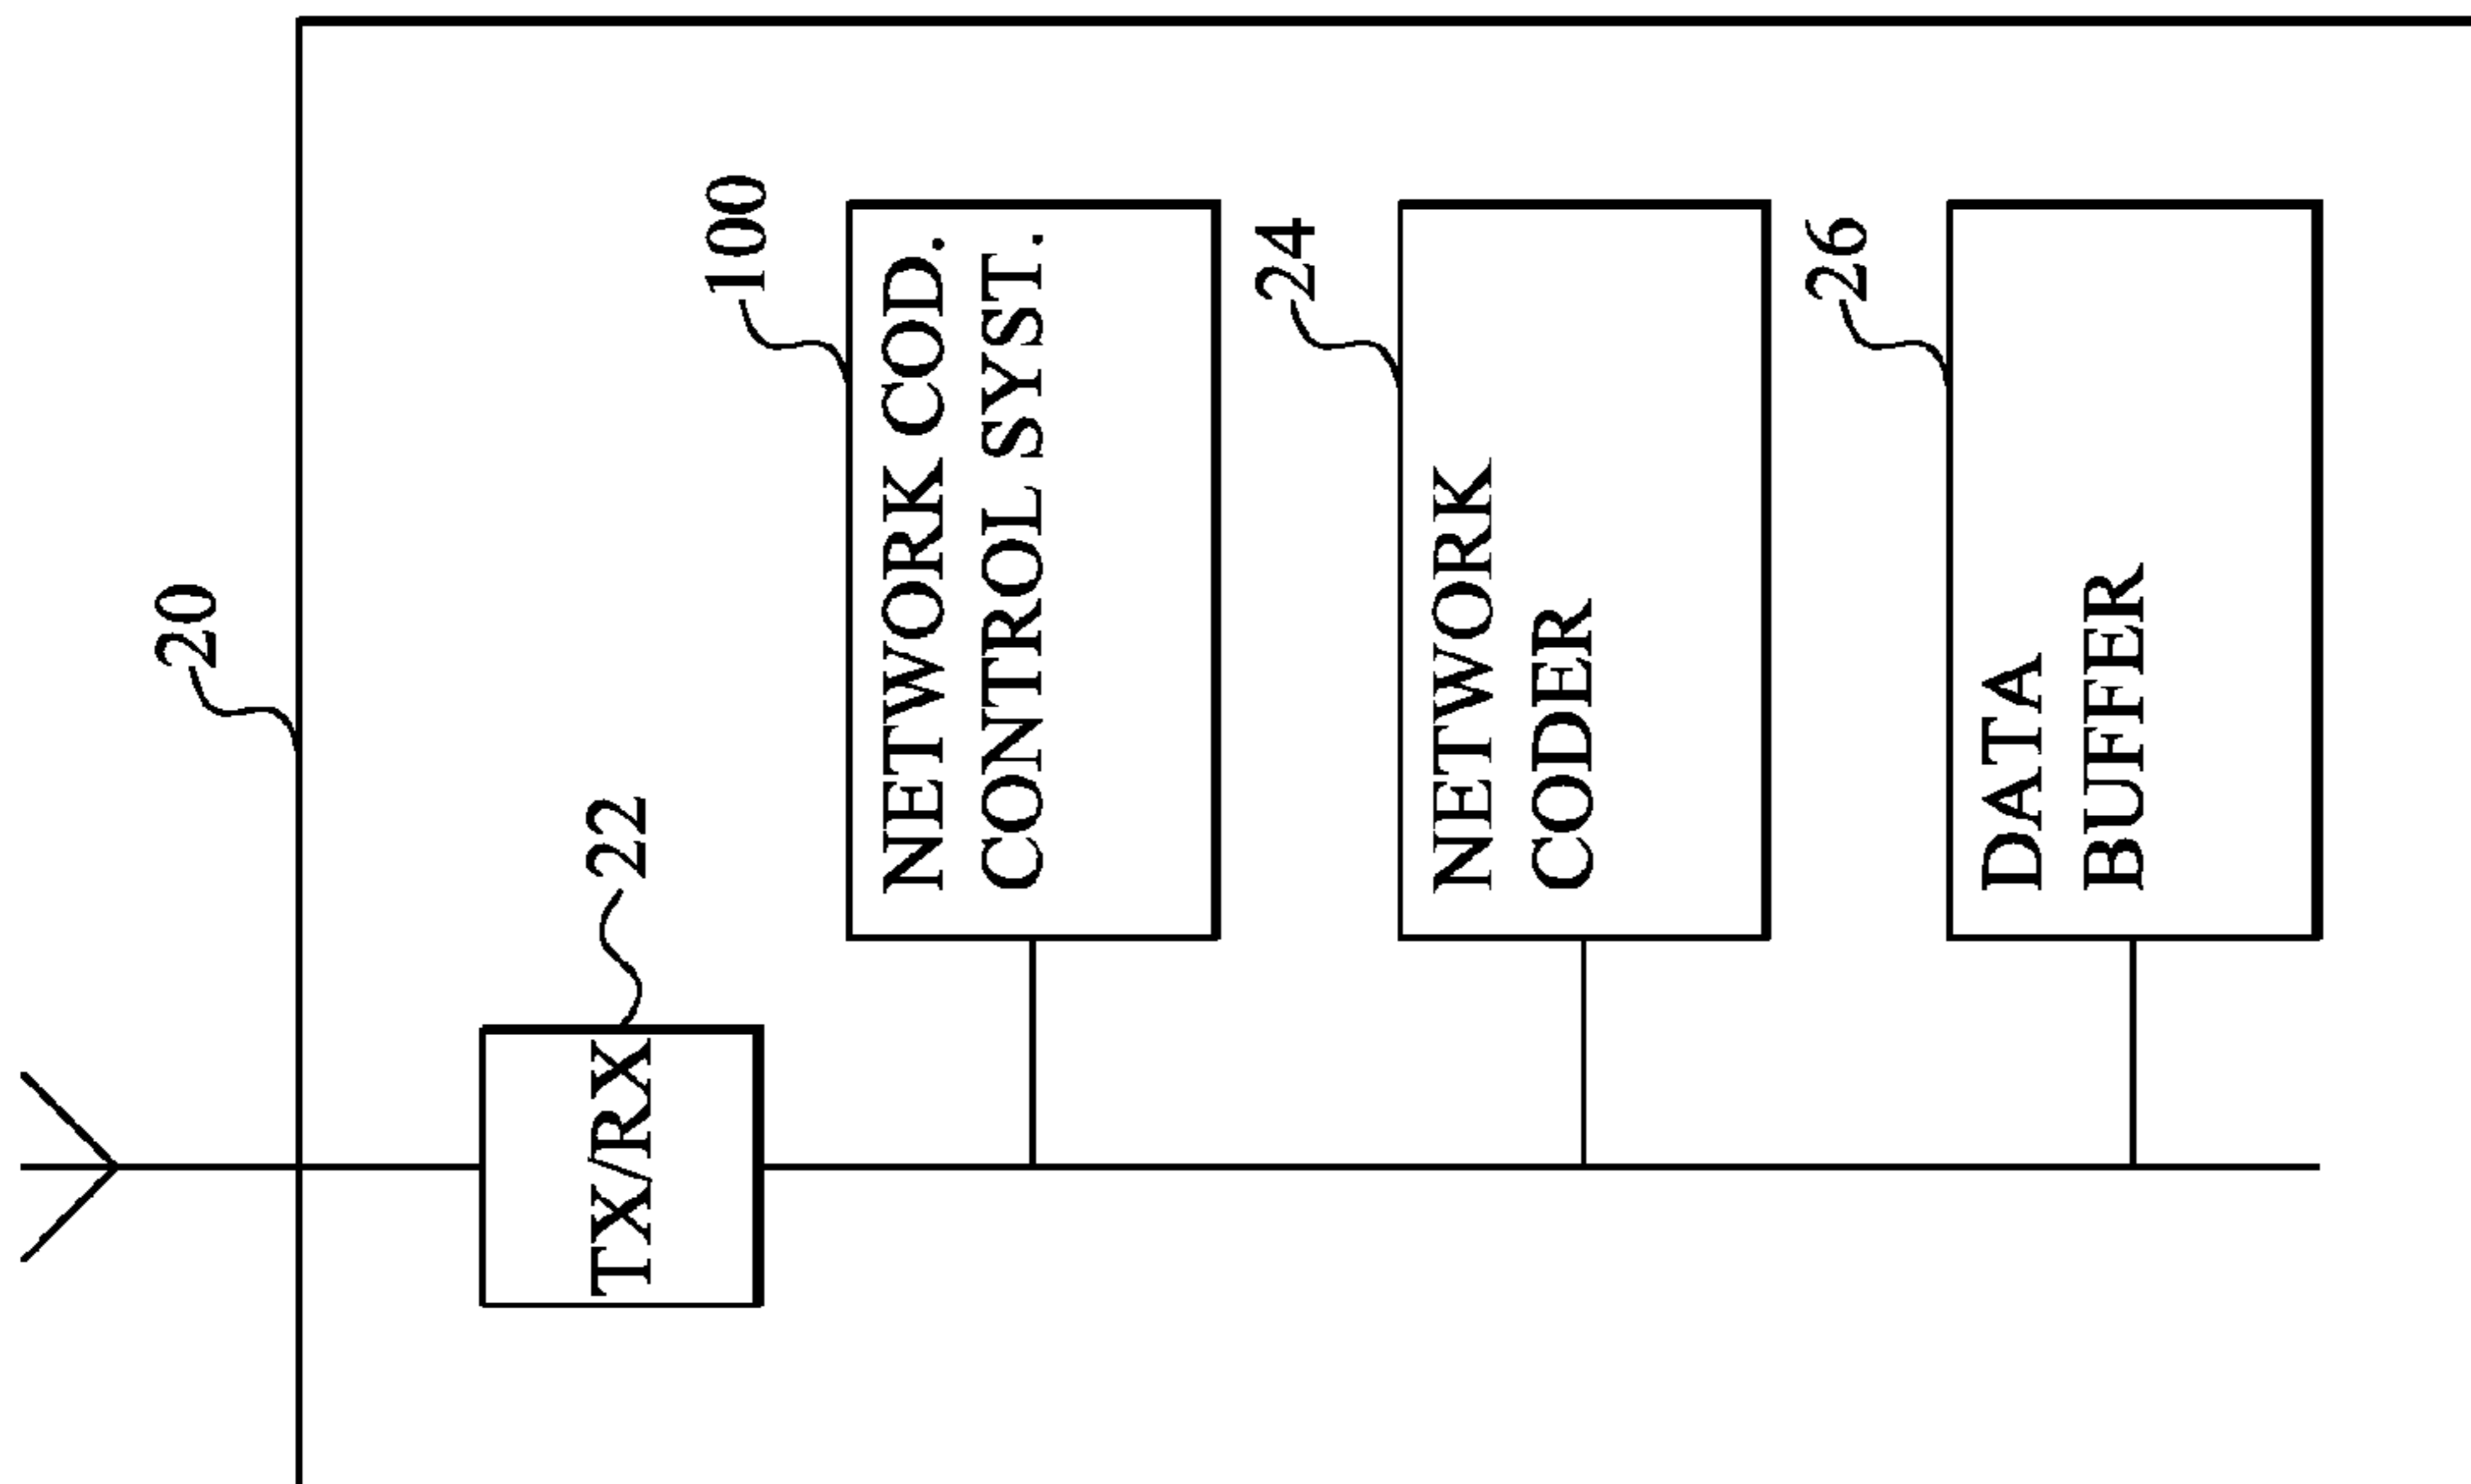 20
22
TX/RX
100
NETWORK COD.
CONTROL SYST.
24
NETWORK
CODER
26
DATA
BUFFER